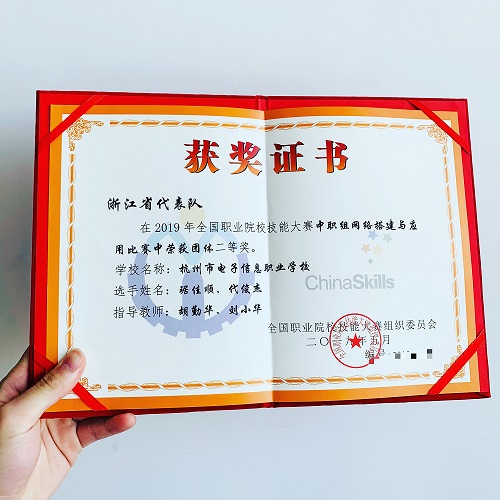 获奖证书
浙江省代表队
在2019年全国职业院校技能大赛中职组网络搭建与应
用比赛中荣获团体二等奖。
学校名称：杭州市电子信息职业学校
ChinaSkills
选手姓名：琚佳顺、代俊杰
指导教师：胡勤华、刘小华
全国职业院校技能大赛组织委员会
二〇一九年五月
编号